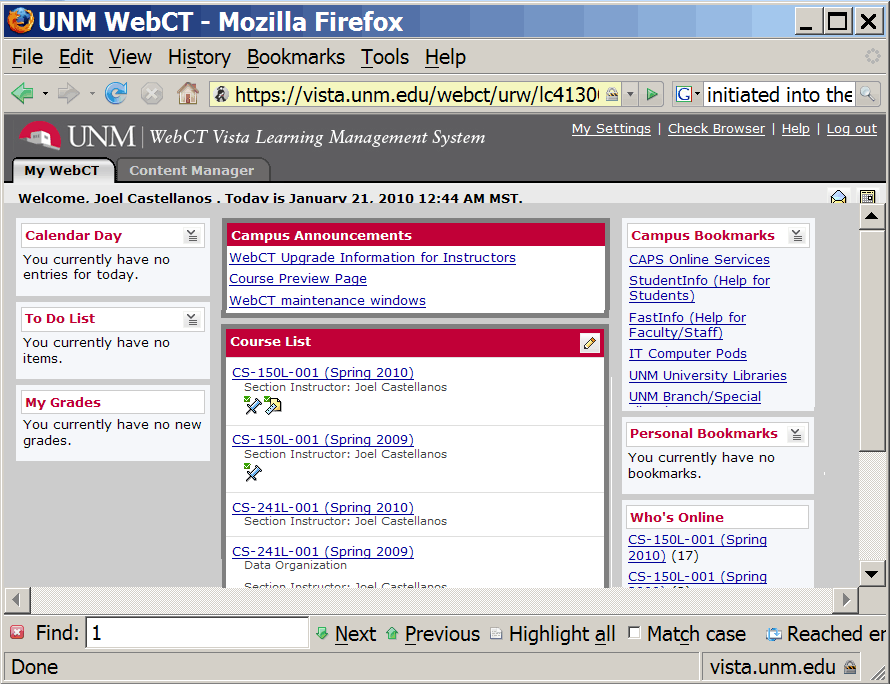 UNM WebCT - Mozilla Firefox
File Edit View History Bookmarks Tools Help
https://vista.unm.edu/webct/urw/lc4130 G initiated into the
UNM | WebCT Vista Learning Management System
My Settings | Check Browser | Help | Log out
My WebCT Content Manager
Welcome, Joel Castellanos . Today is January 21, 2010 12:44 AM MST.
Calendar Day
You currently have no
entries for today.
To Do List
You currently have no
items.
My Grades
You currently have no new
grades.
Campus Announcements
WebCT Upgrade Information for Instructors
Course Preview Page
WebCT maintenance windows
Course List
CS-150L-001 (Spring 2010)
Section Instructor: Joel Castellanos
CS-150L-001 (Spring 2009)
Section Instructor: Joel Castellanos
CS-241L-001 (Spring 2010)
Section Instructor: Joel Castellanos
CS-241L-001 (Spring 2009)
Data Organization
Section Instructor: Joel Castellanos
Campus Bookmarks
CAPS Online Services
StudentInfo (Help for
Students)
FastInfo (Help for
Faculty/Staff)
IT Computer Pods
UNM University Libraries
UNM Branch/Special
Personal Bookmarks
You currently have no
bookmarks.
Who's Online
CS-150L-001 (Spring
2010) (17)
CS-150L-001 (Spring
Find: 1 Next Previous Highlight all Match case Reached er
Done vista.unm.edu